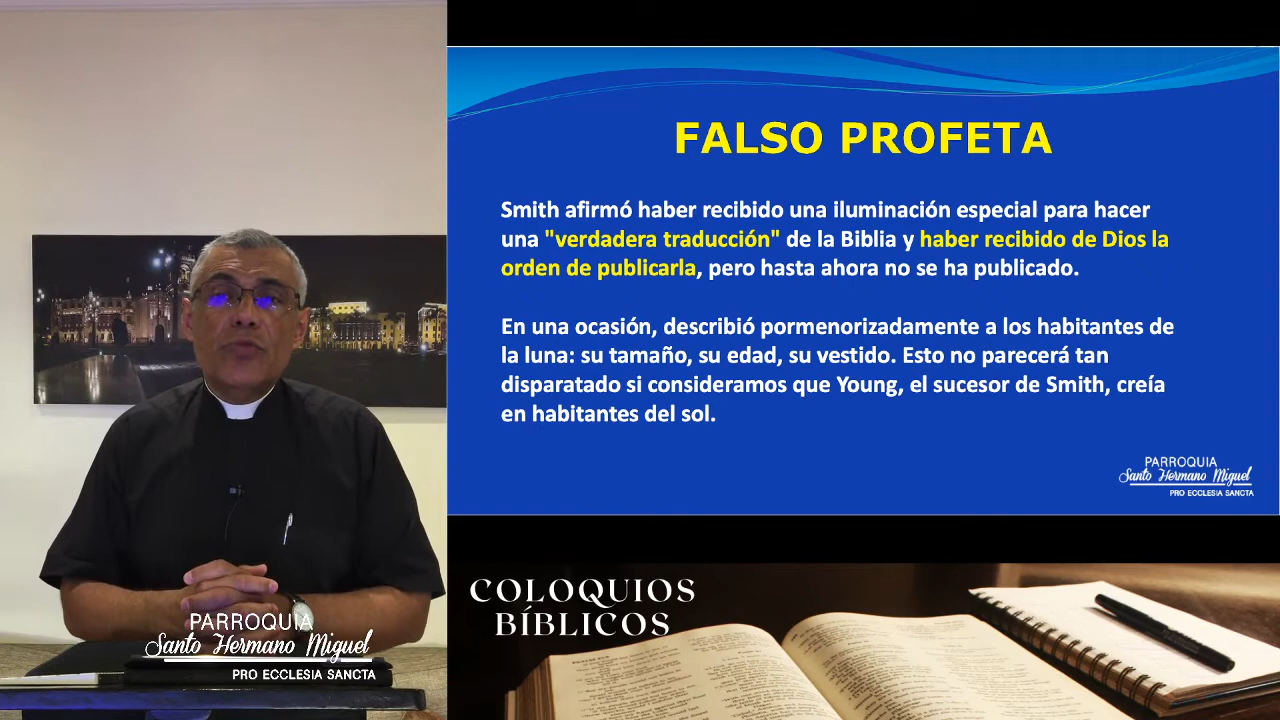 FALSO PROFETA
Smith afirmó haber recibido una iluminación especial para hacer
una "verdadera traducción" de la Biblia y haber recibido de Dios la
orden de publicarla, pero hasta ahora no se ha publicado.
En una ocasión, describió pormenorizadamente a los habitantes de
la luna: su tamaño, su edad, su vestido. Esto no parecerá tan
disparatado si consideramos que Young, el sucesor de Smith, creía
en habitantes del sol.
PARROQUIA
Santo Hermano Miguel
PRO ECCLESIA SANCTA
COLOQUIOS
BÍBLICOS
PARROQUIA
Santo Hermano Miguel
PRO ECCLESIA SANCTA